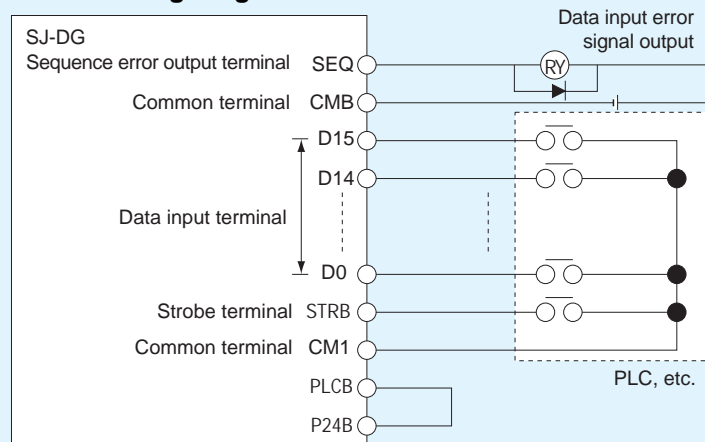 Data input error
signal output
SJ-DG
Sequence error output terminal SEQ
RY
Common terminal CMB
D15
D14
Data input terminal
D0
Strobe terminal STRB
Common terminal CM1
PLCB
PLC, etc.
P24B